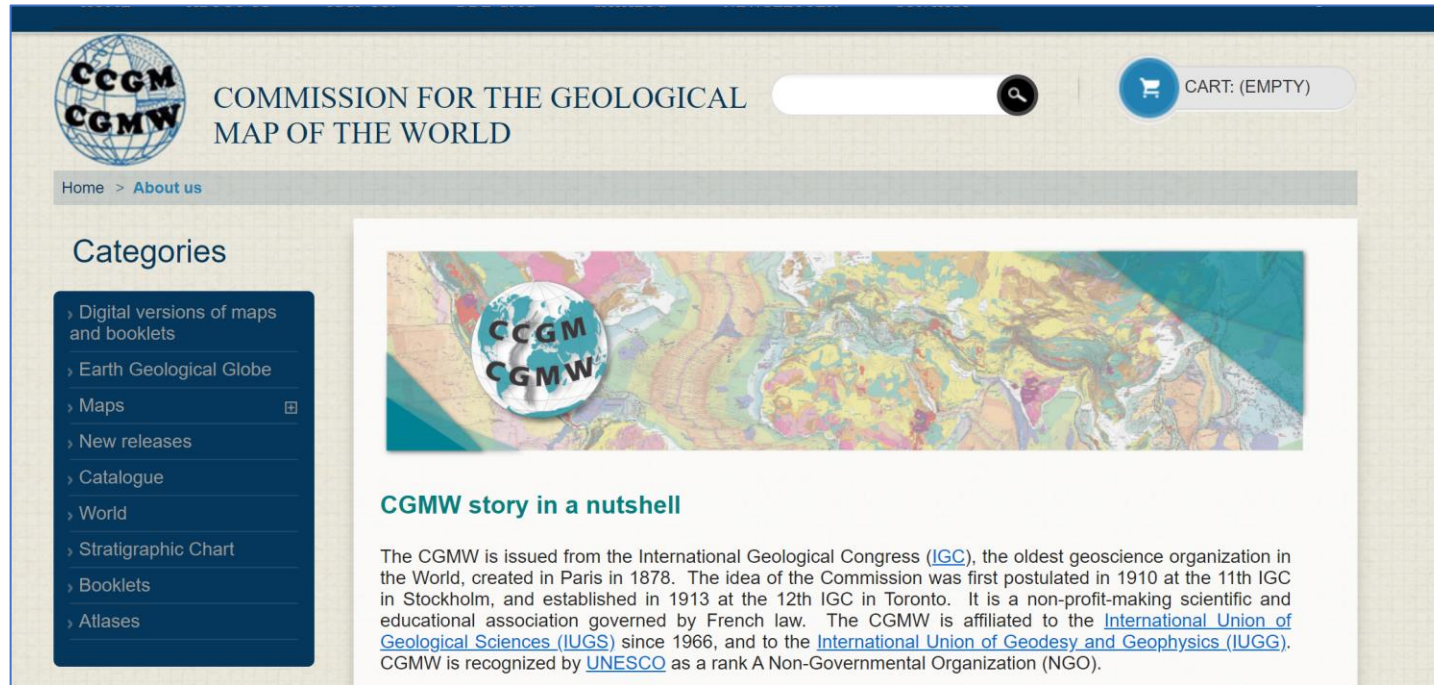 CCGM
CGMW
COMMISSION FOR THE GEOLOGICAL
MAP OF THE WORLD
CART: (EMPTY)
Home > About us
Categories
› Digital versions of maps
and booklets
› Earth Geological Globe
› Maps
› New releases
› Catalogue
› World
› Stratigraphic Chart
› Booklets
› Atlases
CCGM
CGMW
CGMW story in a nutshell
The CGMW is issued from the International Geological Congress (IGC), the oldest geoscience organization in
the World, created in Paris in 1878. The idea of the Commission was first postulated in 1910 at the 11th IGC
in Stockholm, and established in 1913 at the 12th IGC in Toronto. It is a non-profit-making scientific and
educational association governed by French law. The CGMW is affiliated to the International Union of
Geological Sciences (IUGS) since 1966, and to the International Union of Geodesy and Geophysics (IUGG).
CGMW is recognized by UNESCO as a rank A Non-Governmental Organization (NGO).